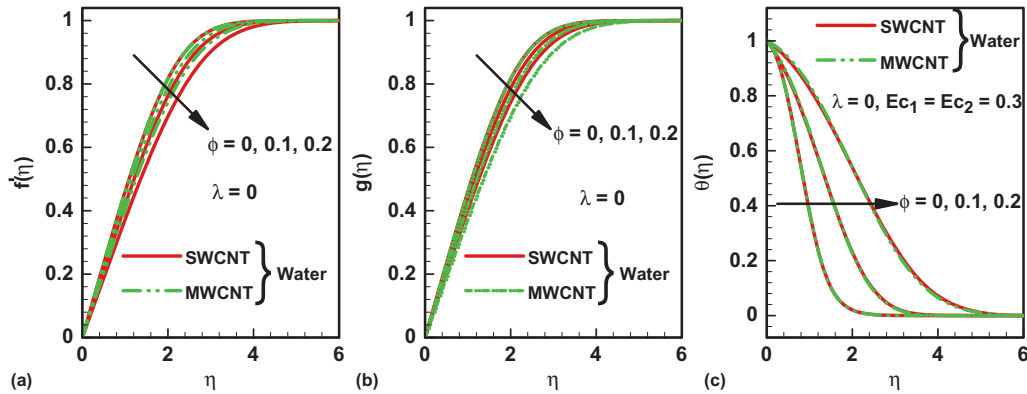 1
0.8
0.6
0.4
0.2
0
f'(η)
ϕ = 0, 0.1, 0.2
λ = 0
SWCNT
MWCNT
Water
0 2 4 6
(a) η
1
0.8
0.6
0.4
0.2
0
g(η)
ϕ = 0, 0.1, 0.2
λ = 0
SWCNT
MWCNT
Water
0 2 4 6
(b) η
1
0.8
0.6
0.4
0.2
0
θ(η)
SWCNT
MWCNT
Water
λ = 0, Ec₁ = Ec₂ = 0.3
ϕ = 0, 0.1, 0.2
0 2 4 6
(c) η